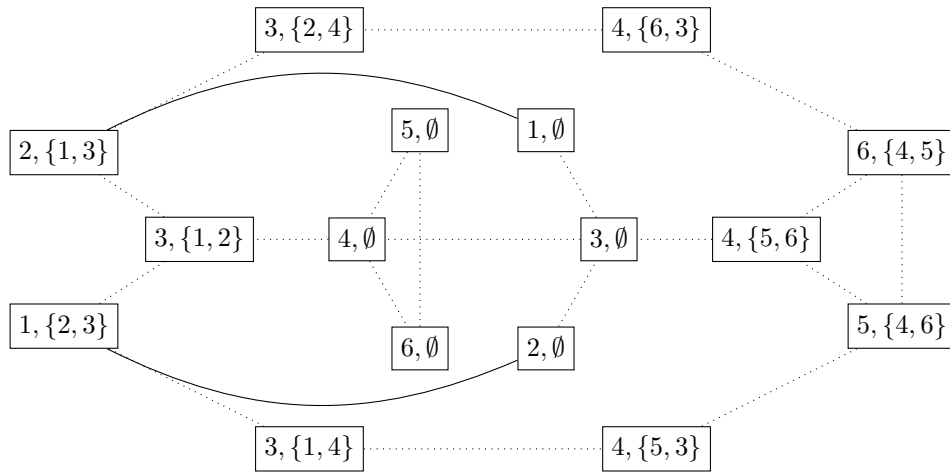 3, {2, 4}
4, {6, 3}
5, ∅
1, ∅
2, {1, 3}
6, {4, 5}
3, {1, 2}
4, ∅
3, ∅
4, {5, 6}
1, {2, 3}
5, {4, 6}
6, ∅
2, ∅
3, {1, 4}
4, {5, 3}